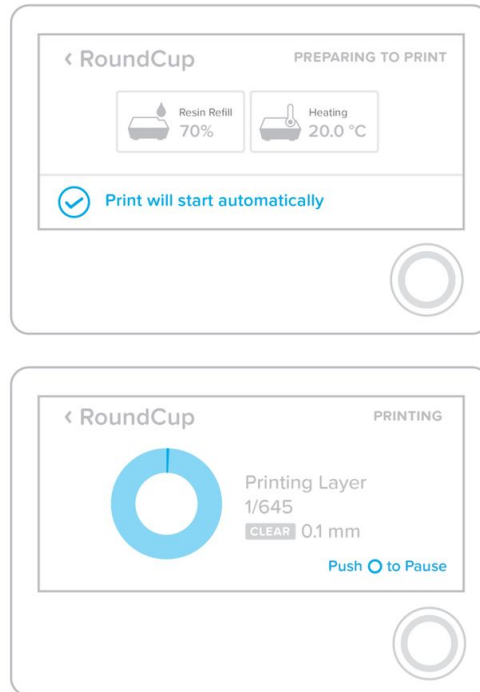 ‹ RoundCup
PREPARING TO PRINT
Resin Refill
70%
Heating
20.0 °C
Print will start automatically
‹ RoundCup
PRINTING
Printing Layer
1/645
CLEAR 0.1 mm
Push O to Pause